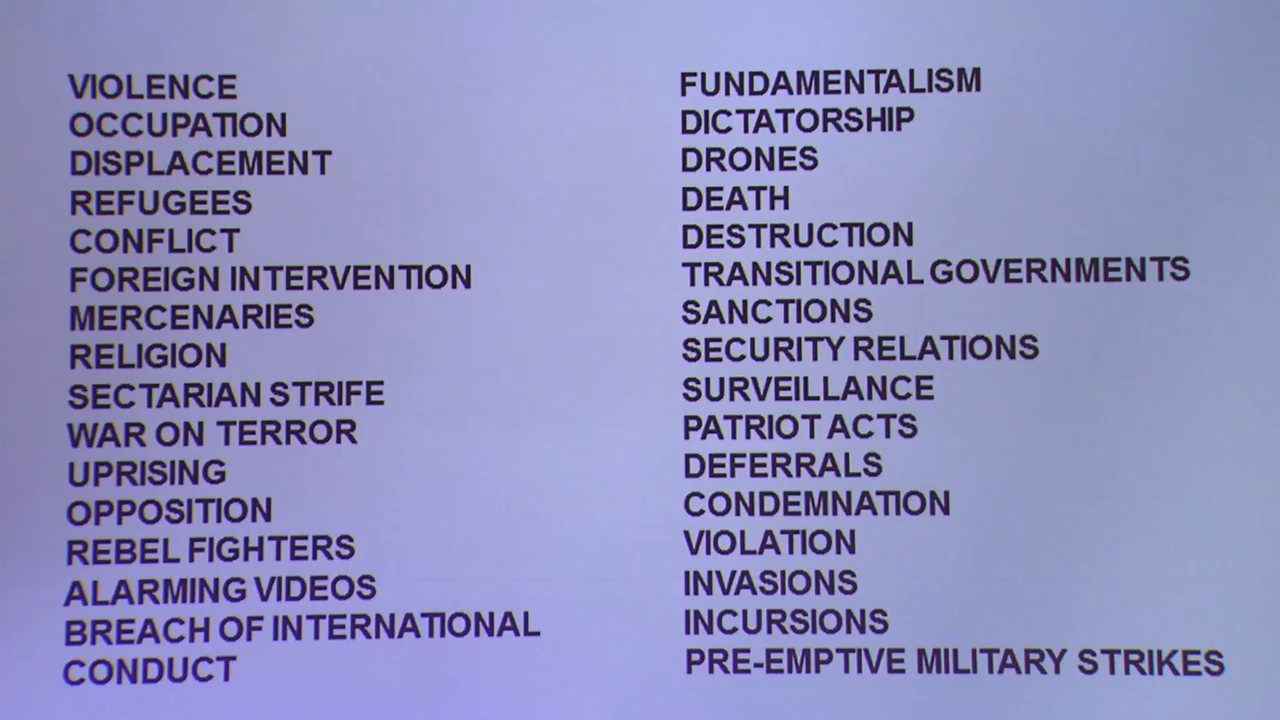 VIOLENCE
OCCUPATION
DISPLACEMENT
REFUGEES
CONFLICT
FOREIGN INTERVENTION
MERCENARIES
RELIGION
SECTARIAN STRIFE
WAR ON TERROR
UPRISING
OPPOSITION
REBEL FIGHTERS
ALARMING VIDEOS
BREACH OF INTERNATIONAL
CONDUCT
FUNDAMENTALISM
DICTATORSHIP
DRONES
DEATH
DESTRUCTION
TRANSITIONAL GOVERNMENTS
SANCTIONS
SECURITY RELATIONS
SURVEILLANCE
PATRIOT ACTS
DEFERRALS
CONDEMNATION
VIOLATION
INVASIONS
INCURSIONS
PRE-EMPTIVE MILITARY STRIKES